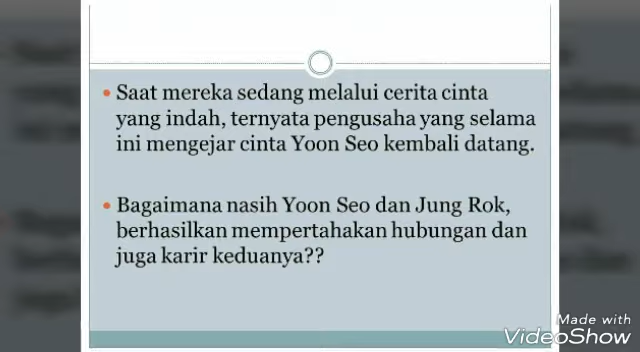 Saat mereka sedang melalui cerita cinta
yang indah, ternyata pengusaha yang selama
ini mengejar cinta Yoon Seo kembali datang.
Bagaimana nasih Yoon Seo dan Jung Rok,
berhasilkan mempertahakan hubungan dan
juga karir keduanya??
Made with
VideoShow